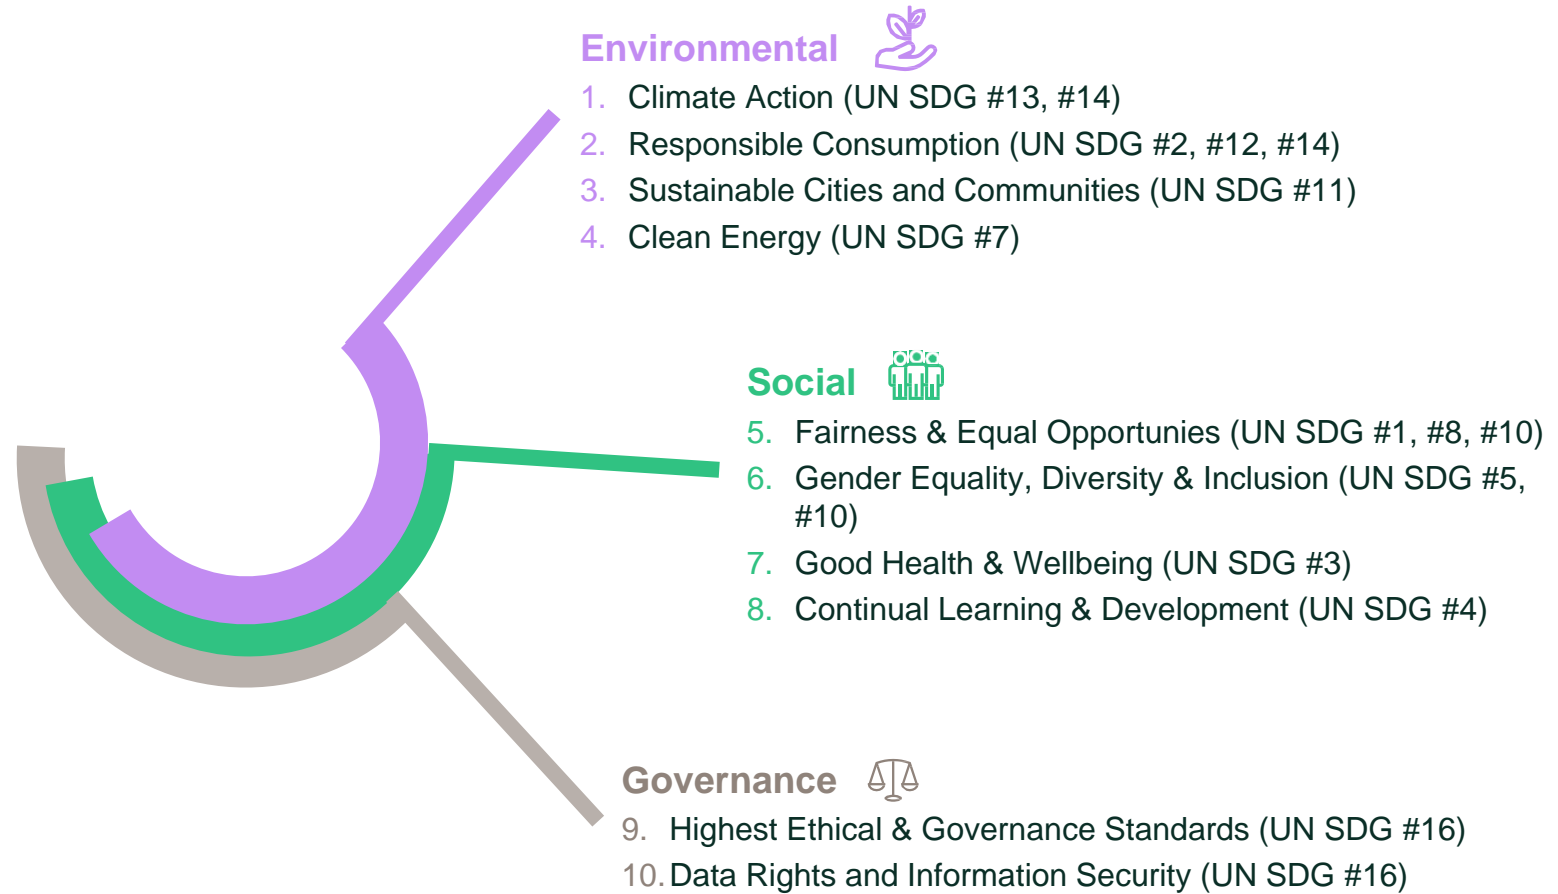 Environmental
1. Climate Action (UN SDG #13, #14)
2. Responsible Consumption (UN SDG #2, #12, #14)
3. Sustainable Cities and Communities (UN SDG #11)
4. Clean Energy (UN SDG #7)
Social
5. Fairness & Equal Opportunies (UN SDG #1, #8, #10)
6. Gender Equality, Diversity & Inclusion (UN SDG #5,
#10)
7. Good Health & Wellbeing (UN SDG #3)
8. Continual Learning & Development (UN SDG #4)
Governance
9. Highest Ethical & Governance Standards (UN SDG #16)
10. Data Rights and Information Security (UN SDG #16)